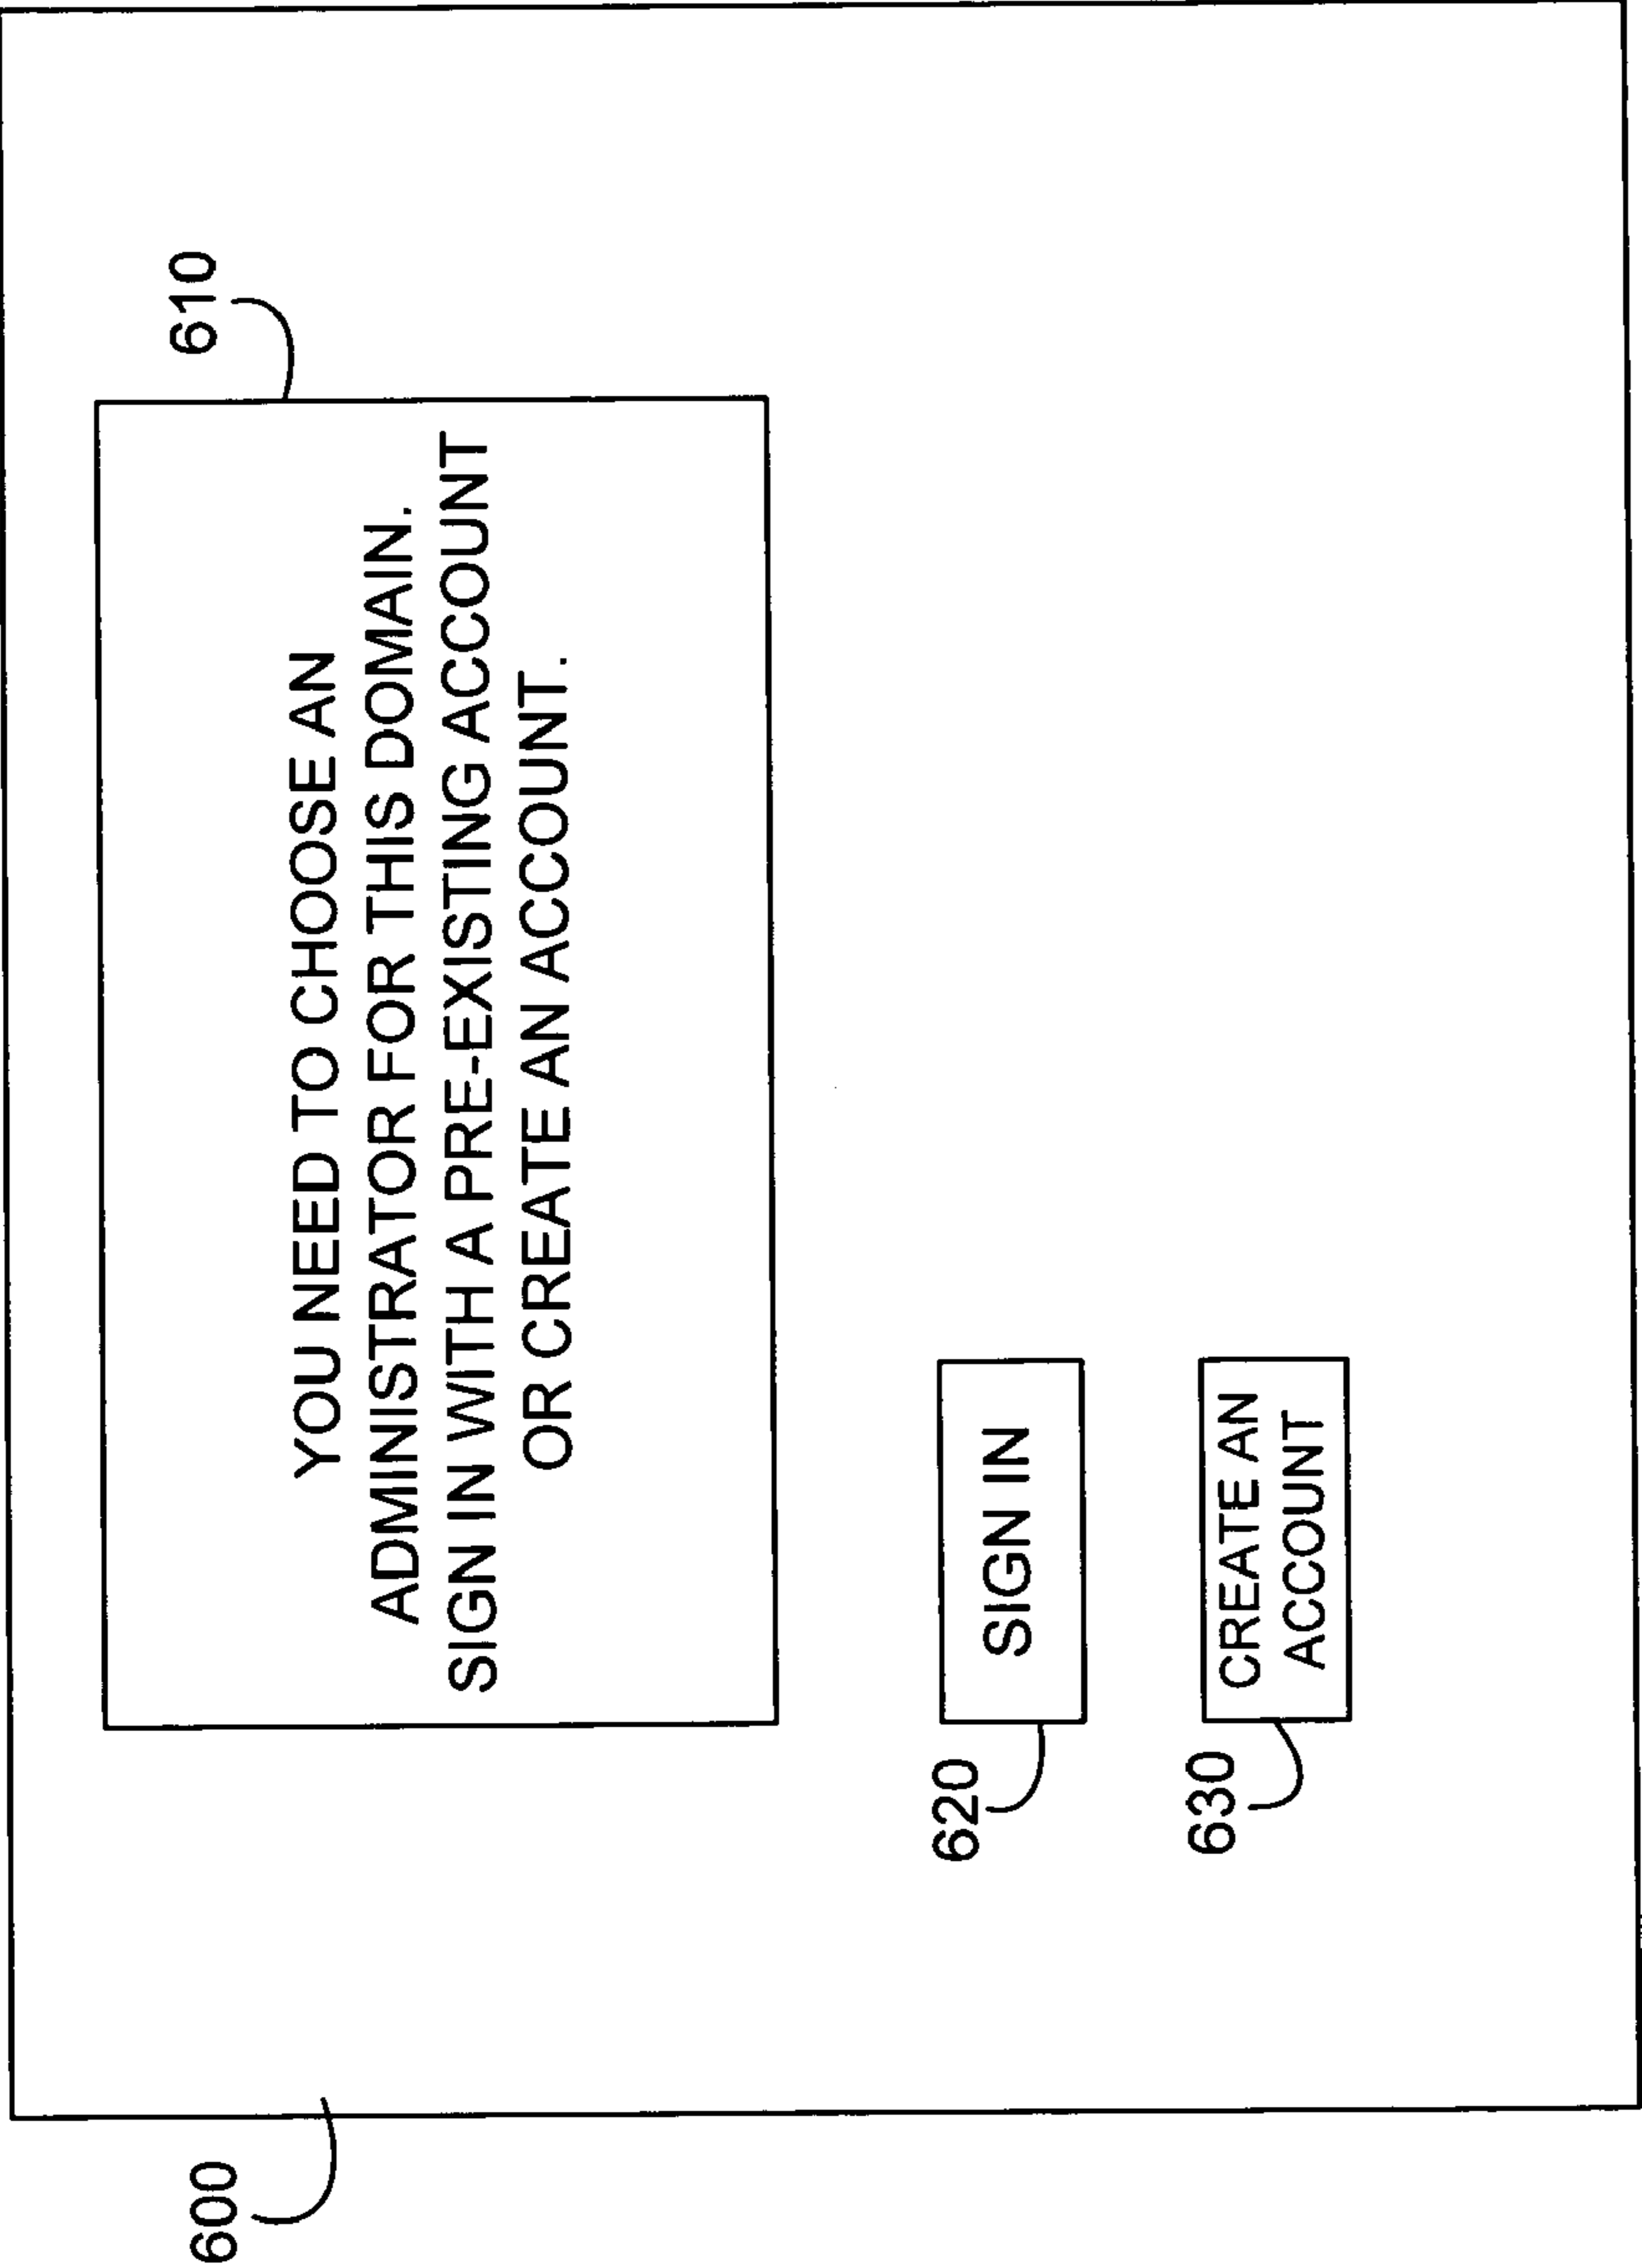 610
YOU NEED TO CHOOSE AN
ADMINISTRATOR FOR THIS DOMAIN.
SIGN IN WITH A PRE-EXISTING ACCOUNT
OR CREATE AN ACCOUNT.
620
SIGN IN
630
CREATE AN
ACCOUNT
600